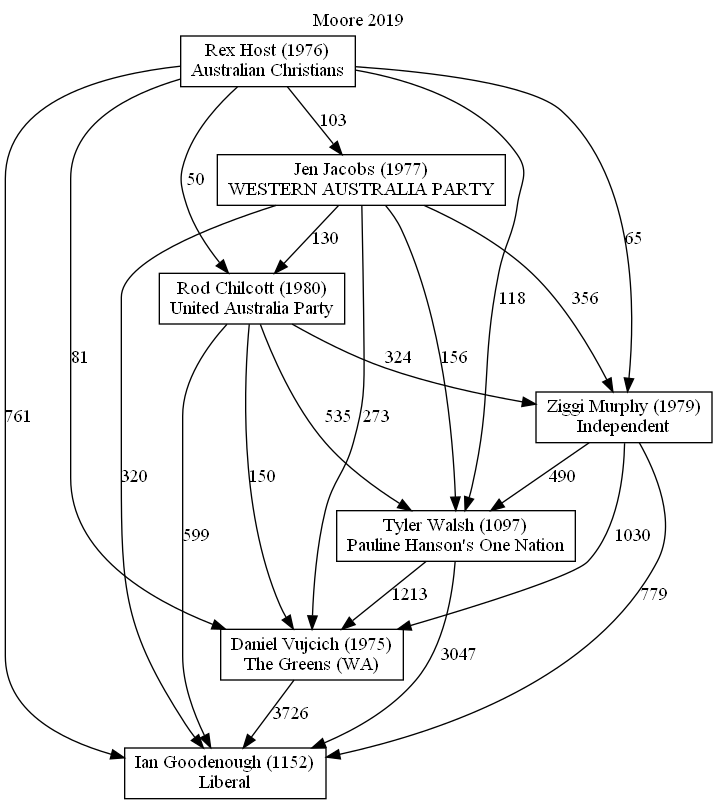 Moore 2019
Rex Host (1976)
Australian Christians
103
Jen Jacobs (1977)
WESTERN AUSTRALIA PARTY
50
130
65
Rod Chilcott (1980)
United Australia Party
118
356
81
324
156
761
535
273
Ziggi Murphy (1979)
Independent
320
150
490
599
Tyler Walsh (1097)
Pauline Hanson's One Nation
1030
1213
779
Daniel Vujcich (1975)
The Greens (WA)
3047
3726
Ian Goodenough (1152)
Liberal